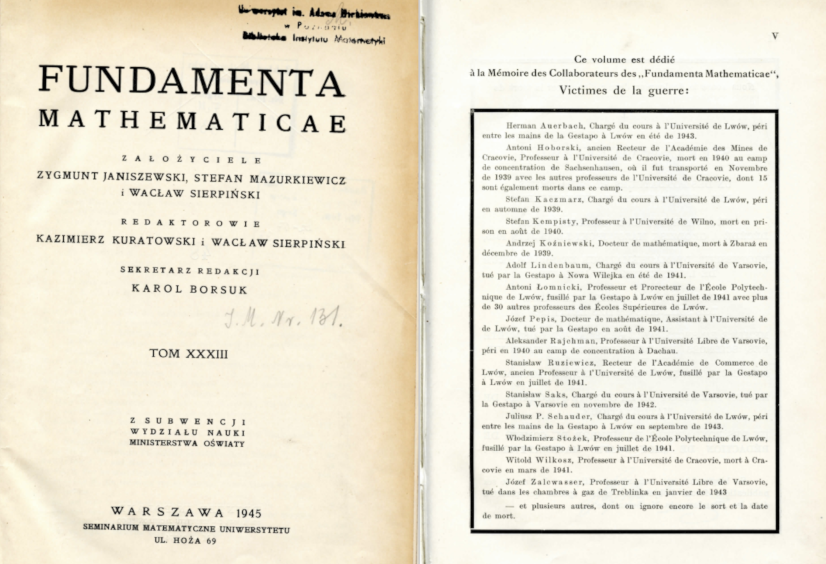 Uniwersytet im. Adama Mickiewicza
w Poznaniu
Biblioteka Instytutu Matematyki
FUNDAMENTA
MATHEMATICAE
ZAŁOŻYCIELE
ZYGMUNT JANISZEWSKI, STEFAN MAZURKIEWICZ
i WACŁAW SIERPIŃSKI
REDAKTOROWIE
KAZIMIERZ KURATOWSKI i WACŁAW SIERPIŃSKI
SEKRETARZ REDAKCJI
KAROL BORSUK
J. M. Nr. 131.
TOM XXXIII
Z SUBWENCJI
WYDZIAŁU NAUKI
MINISTERSTWA OŚWIATY
WARSZAWA 1945
SEMINARIUM MATEMATYCZNE UNIWERSYTETU
UL. HOŻA 69
V
Ce volume est dédié
à la Mémoire des Collaborateurs des „Fundamenta Mathematicae“,
Victimes de la guerre:
Herman Auerbach, Chargé du cours à l'Université de Lwów, péri
entre les mains de la Gestapo à Lwów en été de 1943.
Antoni Hoborski, ancien Recteur de l'Académie des Mines de
Cracovie, Professeur à l'Université de Cracovie, mort en 1940 au camp
de concentration de Sachsenhausen, où il fut transporté en Novembre
de 1939 avec les autres professeurs de l'Université de Cracovie, dont 15
sont également morts dans ce camp.
Stefan Kaczmarz, Chargé du cours à l'Université de Lwów, péri
en automne de 1939.
Stefan Kempisty, Professeur à l'Université de Wilno, mort en pri-
son en août de 1940.
Andrzej Koźniewski, Docteur de mathématique, mort à Zbaraż en
décembre de 1939.
Adolf Lindenbaum, Chargé du cours à l'Université de Varsovie,
tué par la Gestapo à Nowa Wilejka en été de 1941.
Antoni Łomnicki, Professeur et Prorecteur de l'École Polytech-
nique de Lwów, fusillé par la Gestapo à Lwów en juillet de 1941 avec plus
de 30 autres professeurs des Écoles Supérieures de Lwów.
Józef Pepis, Docteur de mathématique, Assistant à l'Université de
de Lwów, tué par la Gestapo en août de 1941.
Aleksander Rajchman, Professeur à l'Université Libre de Varsovie,
péri en 1940 au camp de concentration à Dachau.
Stanisław Ruziewicz, Recteur de l'Académie de Commerce de
Lwów, ancien Professeur à l'Université de Lwów, fusillé par la Gestapo
à Lwów en juillet de 1941.
Stanisław Saks, Chargé du cours à l'Université de Varsovie, tué par
la Gestapo à Varsovie en novembre de 1942.
Juliusz P. Schauder, Chargé du cours à l'Université de Lwów, péri
entre les mains de la Gestapo à Lwów en septembre de 1943.
Włodzimierz Stożek, Professeur de l'École Polytechnique de Lwów,
fusillé par la Gestapo à Lwów en juillet de 1941.
Witold Wilkosz, Professeur à l'Université de Cracovie, mort à Cra-
covie en mars de 1941.
Józef Zalcwasser, Professeur à l'Université Libre de Varsovie,
tué dans les chambres à gaz de Treblinka en janvier de 1943
— et plusieurs autres, dont on ignore encore le sort et la date
de mort.